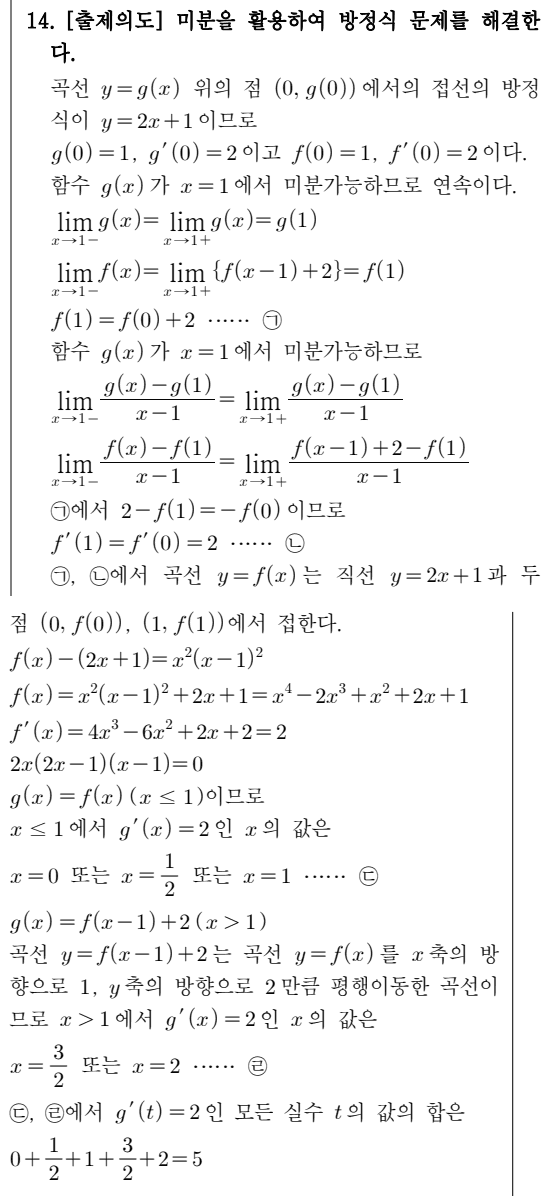 14. [출제의도] 미분을 활용하여 방정식 문제를 해결한
다.
곡선 y=g(x) 위의 점 (0, g(0))에서의 접선의 방정
식이 y=2x+1이므로
g(0)=1, g′(0)=2이고 f(0)=1, f′(0)=2이다.
함수 g(x)가 x=1에서 미분가능하므로 연속이다.
lim_{x→1−} g(x)= lim_{x→1+} g(x)=g(1)
lim_{x→1−} f(x)= lim_{x→1+} {f(x−1)+2}=f(1)
f(1)=f(0)+2 ⋯⋯ ㉠
함수 g(x)가 x=1에서 미분가능하므로
lim_{x→1−} (g(x)−g(1))/(x−1) = lim_{x→1+} (g(x)−g(1))/(x−1)
lim_{x→1−} (f(x)−f(1))/(x−1) = lim_{x→1+} (f(x−1)+2−f(1))/(x−1)
㉠에서 2−f(1)=−f(0)이므로
f′(1)=f′(0)=2 ⋯⋯ ㉡
㉠, ㉡에서 곡선 y=f(x)는 직선 y=2x+1과 두
점 (0, f(0)), (1, f(1))에서 접한다.
f(x)−(2x+1)=x²(x−1)²
f(x)=x²(x−1)²+2x+1=x⁴−2x³+x²+2x+1
f′(x)=4x³−6x²+2x+2=2
2x(2x−1)(x−1)=0
g(x)=f(x) (x≤1)이므로
x≤1에서 g′(x)=2인 x의 값은
x=0 또는 x=1/2 또는 x=1 ⋯⋯ ㉢
g(x)=f(x−1)+2 (x>1)
곡선 y=f(x−1)+2는 곡선 y=f(x)를 x축의 방
향으로 1, y축의 방향으로 2만큼 평행이동한 곡선이
므로 x>1에서 g′(x)=2인 x의 값은
x=3/2 또는 x=2 ⋯⋯ ㉣
㉢, ㉣에서 g′(t)=2인 모든 실수 t의 값의 합은
0+1/2+1+3/2+2=5